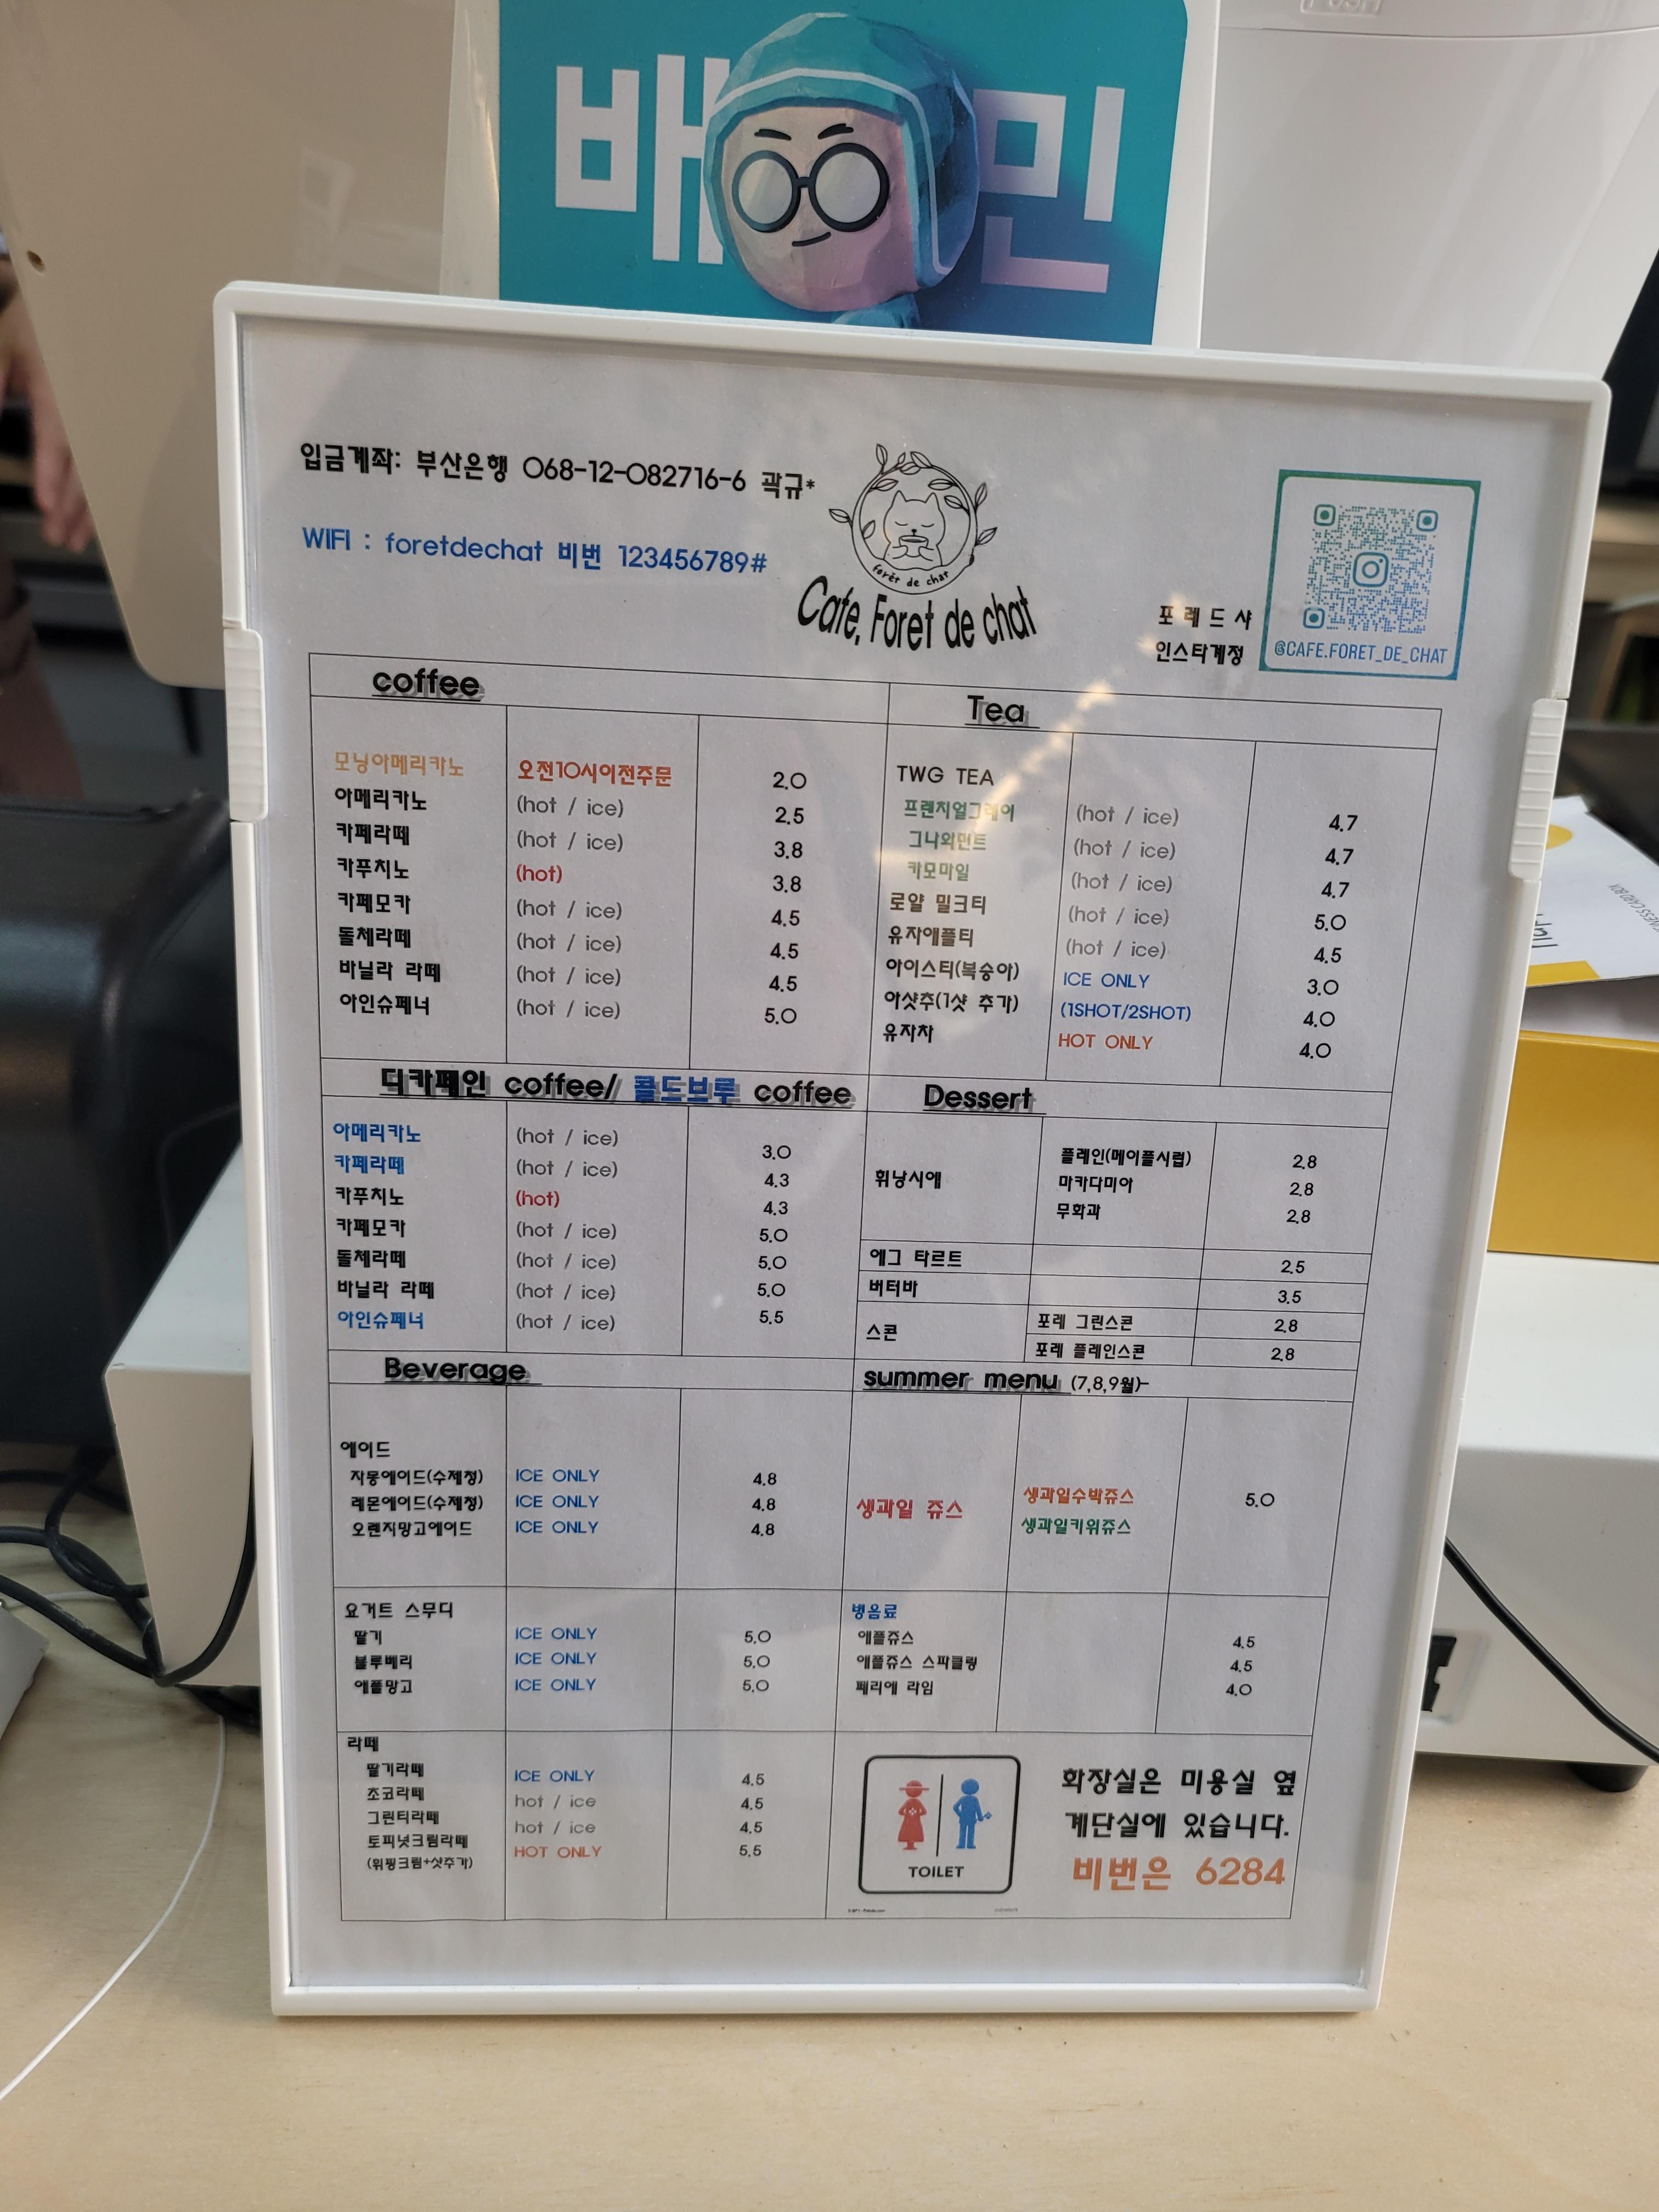 배민
입금계좌: 부산은행 068-12-082716-6 곽규*
WIFI : foretdechat 비번 123456789#
forêt de chat
Cafe, Foret de chat
포레드샤
인스타계정
@CAFE.FORET_DE_CHAT
coffee
모닝아메리카노 오전10시이전주문 2.0
아메리카노 (hot / ice) 2.5
카페라떼 (hot / ice) 3.8
카푸치노 (hot) 3.8
카페모카 (hot / ice) 4.5
돌체라떼 (hot / ice) 4.5
바닐라 라떼 (hot / ice) 4.5
아인슈페너 (hot / ice) 5.0
Tea
TWG TEA
프렌치얼그레이 (hot / ice) 4.7
그나와민트 (hot / ice) 4.7
카모마일 (hot / ice) 4.7
로얄 밀크티 (hot / ice) 5.0
유자애플티 (hot / ice) 4.5
아이스티(복숭아) ICE ONLY 3.0
아샷추(1샷 추가) (1SHOT/2SHOT) 4.0
유자차 HOT ONLY 4.0
디카페인 coffee/ 콜드브루 coffee
아메리카노 (hot / ice) 3.0
카페라떼 (hot / ice) 4.3
카푸치노 (hot) 4.3
카페모카 (hot / ice) 5.0
돌체라떼 (hot / ice) 5.0
바닐라 라떼 (hot / ice) 5.0
아인슈페너 (hot / ice) 5.5
Dessert
휘낭시에 플레인(메이플시럽) 2.8
마카다미아 2.8
무화과 2.8
에그 타르트 2.5
버터바 3.5
스콘 포레 그린스콘 2.8
포레 플레인스콘 2.8
Beverage
에이드
자몽에이드(수제청) ICE ONLY 4.8
레몬에이드(수제청) ICE ONLY 4.8
오렌지망고에이드 ICE ONLY 4.8
요거트 스무디
딸기 ICE ONLY 5.0
블루베리 ICE ONLY 5.0
애플망고 ICE ONLY 5.0
라떼
딸기라떼 ICE ONLY 4.5
초코라떼 hot / ice 4.5
그린티라떼 hot / ice 4.5
토피넛크림라떼 HOT ONLY 5.5
(휘핑크림+샷추가)
summer menu (7,8,9월)-
생과일 쥬스 생과일수박쥬스 5.0
생과일키위쥬스
병음료
애플쥬스 4.5
애플쥬스 스파클링 4.5
페리에 라임 4.0
TOILET
화장실은 미용실 옆
계단실에 있습니다.
비번은 6284